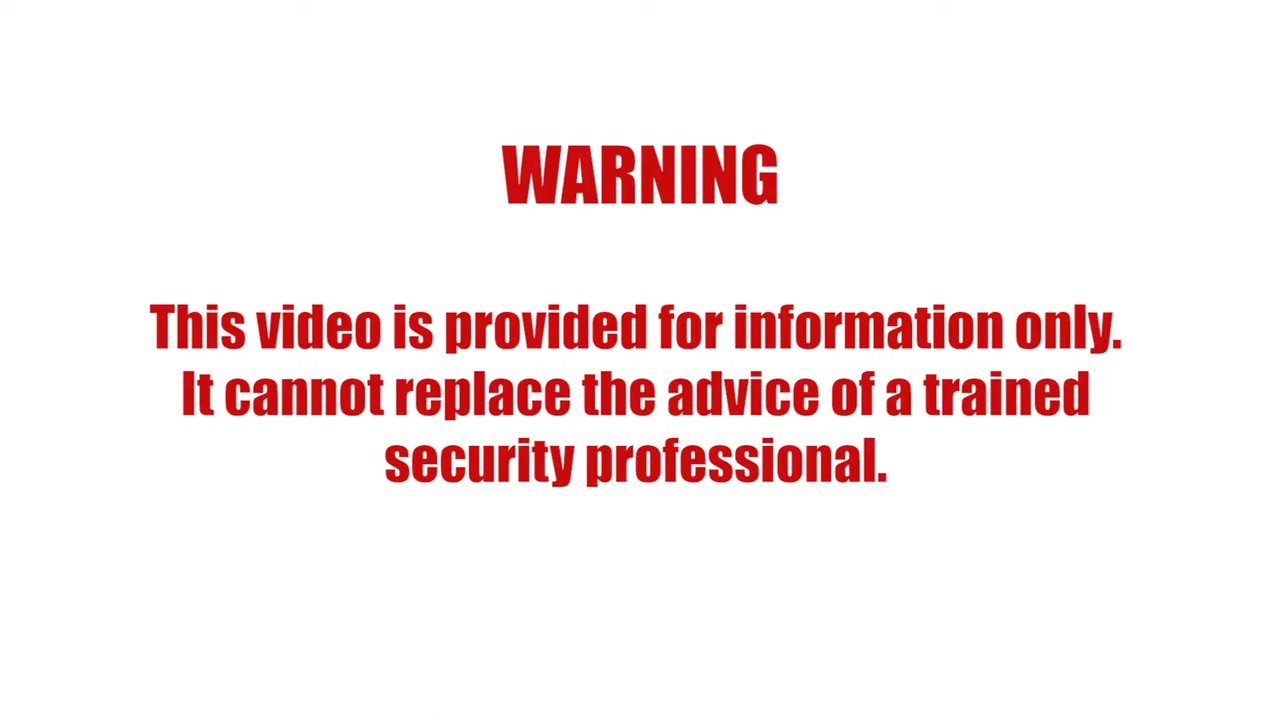 WARNING
This video is provided for information only.
It cannot replace the advice of a trained
security professional.